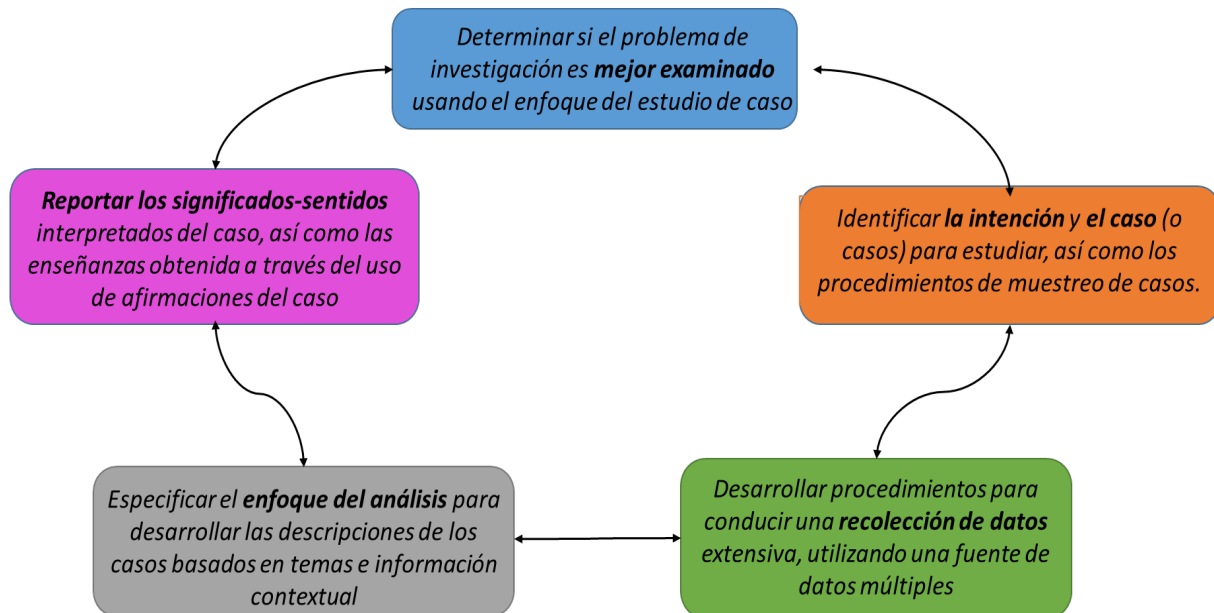 Determinar si el problema de
investigación es mejor examinado
usando el enfoque del estudio de caso
Reportar los significados-sentidos
interpretados del caso, así como las
enseñanzas obtenida a través del uso
de afirmaciones del caso
Identificar la intención y el caso (o
casos) para estudiar, así como los
procedimientos de muestreo de casos.
Especificar el enfoque del análisis para
desarrollar las descripciones de los
casos basados en temas e información
contextual
Desarrollar procedimientos para
conducir una recolección de datos
extensiva, utilizando una fuente de
datos múltiples